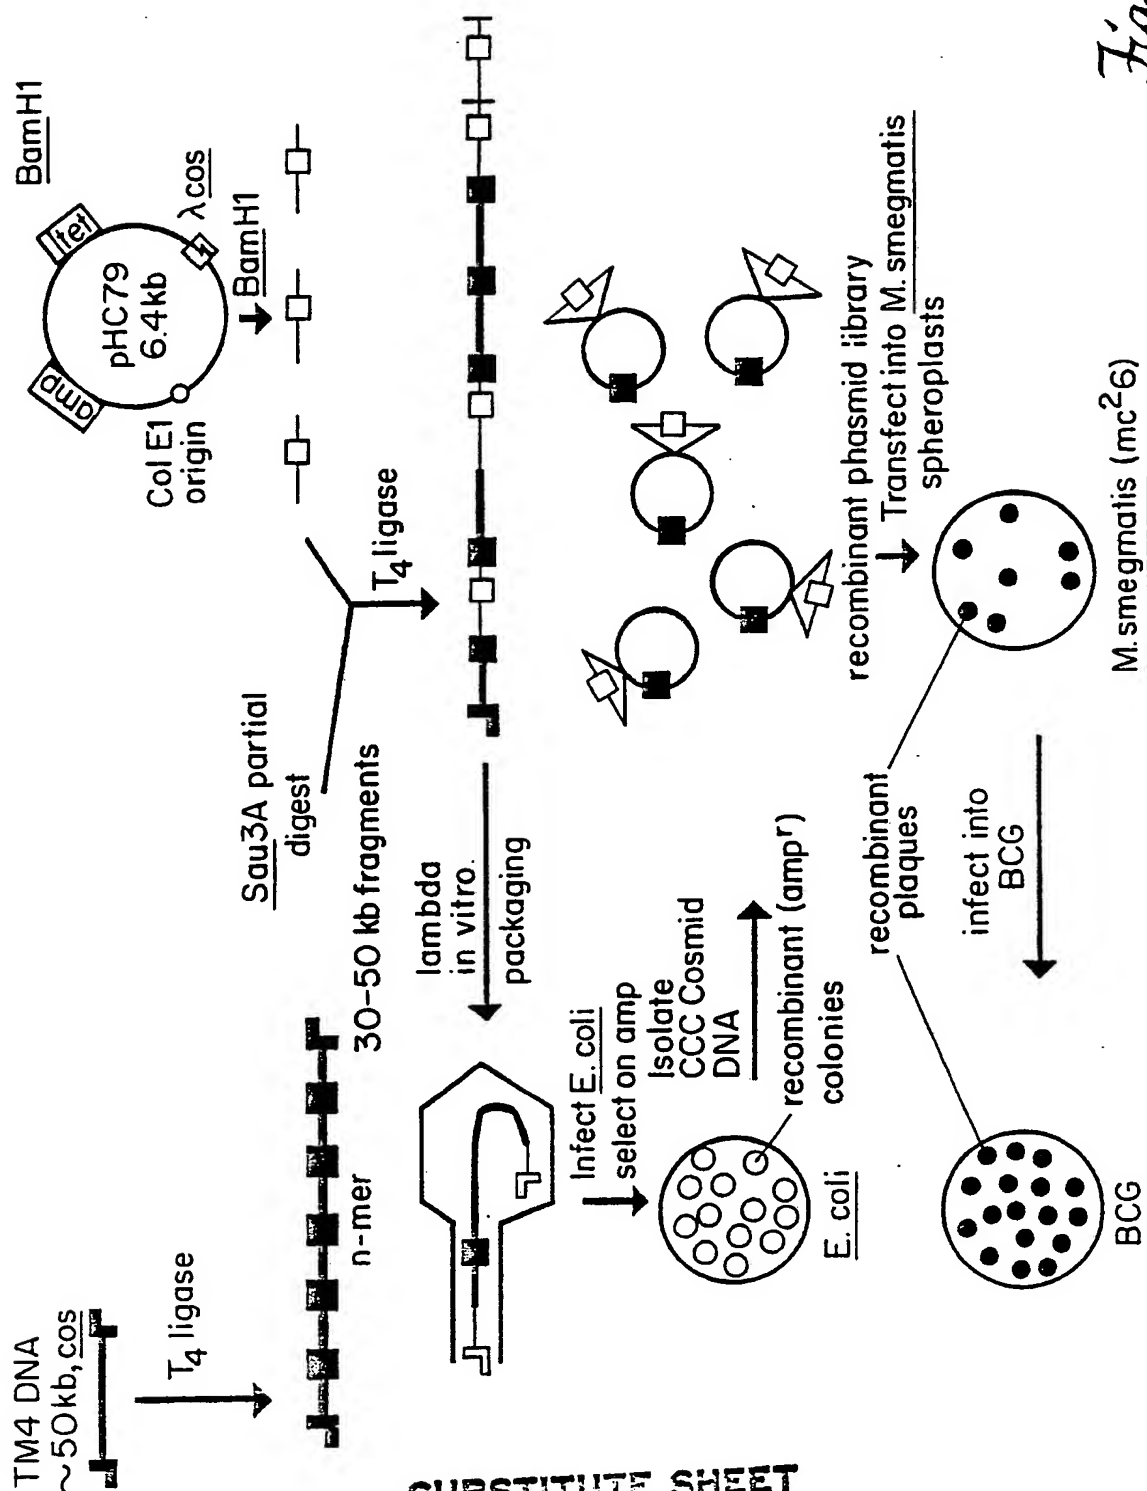 TM4 DNA
~50kb, cos
T4 ligase
n-mer
30-50 kb fragments
Sau3A partial
digest
T4 ligase
BamH1
amp
tet
pHC79
6.4kb
Col E1
origin
λ cos
BamH1
lambda
in vitro.
packaging
Infect E. coli
select on amp
Isolate
CCC Cosmid
DNA
recombinant (ampr)
colonies
E. coli
recombinant phasmid library
Transfect into M. smegmatis
spheroplasts
recombinant
plaques
infect into
BCG
M. smegmatis (mc26)
BCG
SUBSTITUTE SHEET